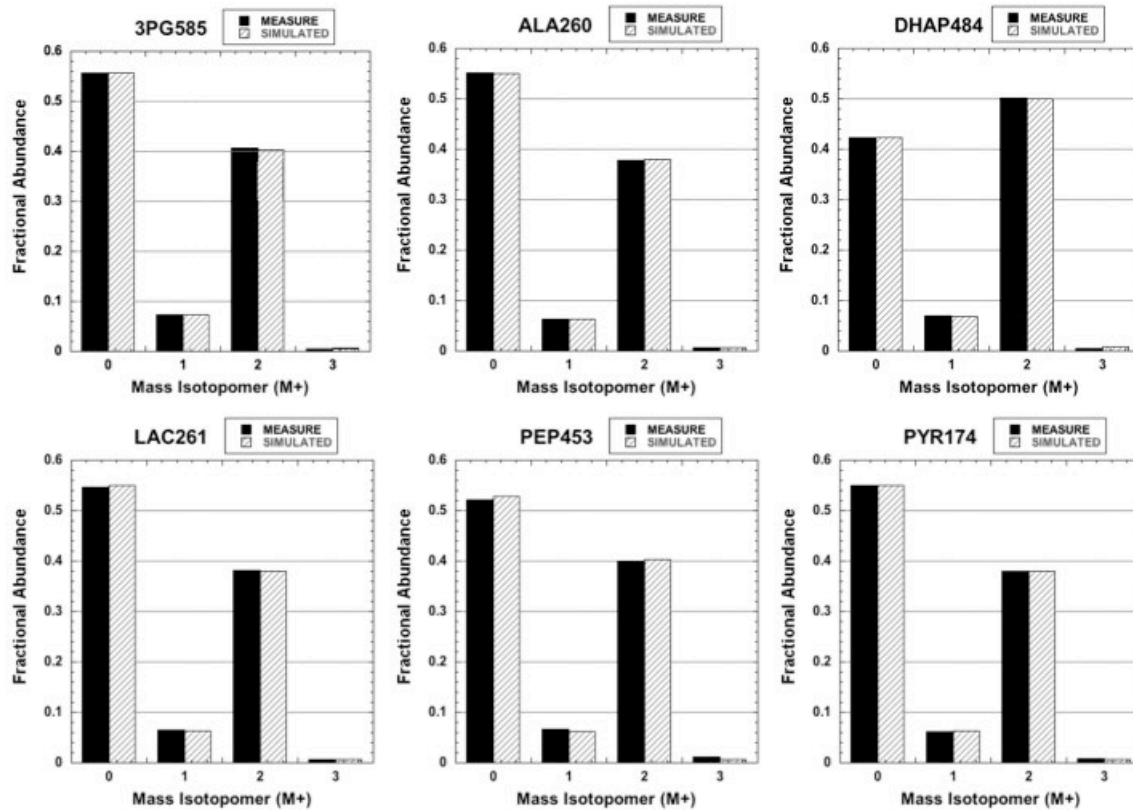 3PG585
MEASURE
SIMULATED
Fractional Abundance
0.6
0.5
0.4
0.3
0.2
0.1
0
0 1 2 3
Mass Isotopomer (M+)
ALA260
MEASURE
SIMULATED
Fractional Abundance
0.6
0.5
0.4
0.3
0.2
0.1
0
0 1 2 3
Mass Isotopomer (M+)
DHAP484
MEASURE
SIMULATED
Fractional Abundance
0.6
0.5
0.4
0.3
0.2
0.1
0
0 1 2 3
Mass Isotopomer (M+)
LAC261
MEASURE
SIMULATED
Fractional Abundance
0.6
0.5
0.4
0.3
0.2
0.1
0
0 1 2 3
Mass Isotopomer (M+)
PEP453
MEASURE
SIMULATED
Fractional Abundance
0.6
0.5
0.4
0.3
0.2
0.1
0
0 1 2 3
Mass Isotopomer (M+)
PYR174
MEASURE
SIMULATED
Fractional Abundance
0.6
0.5
0.4
0.3
0.2
0.1
0
0 1 2 3
Mass Isotopomer (M+)